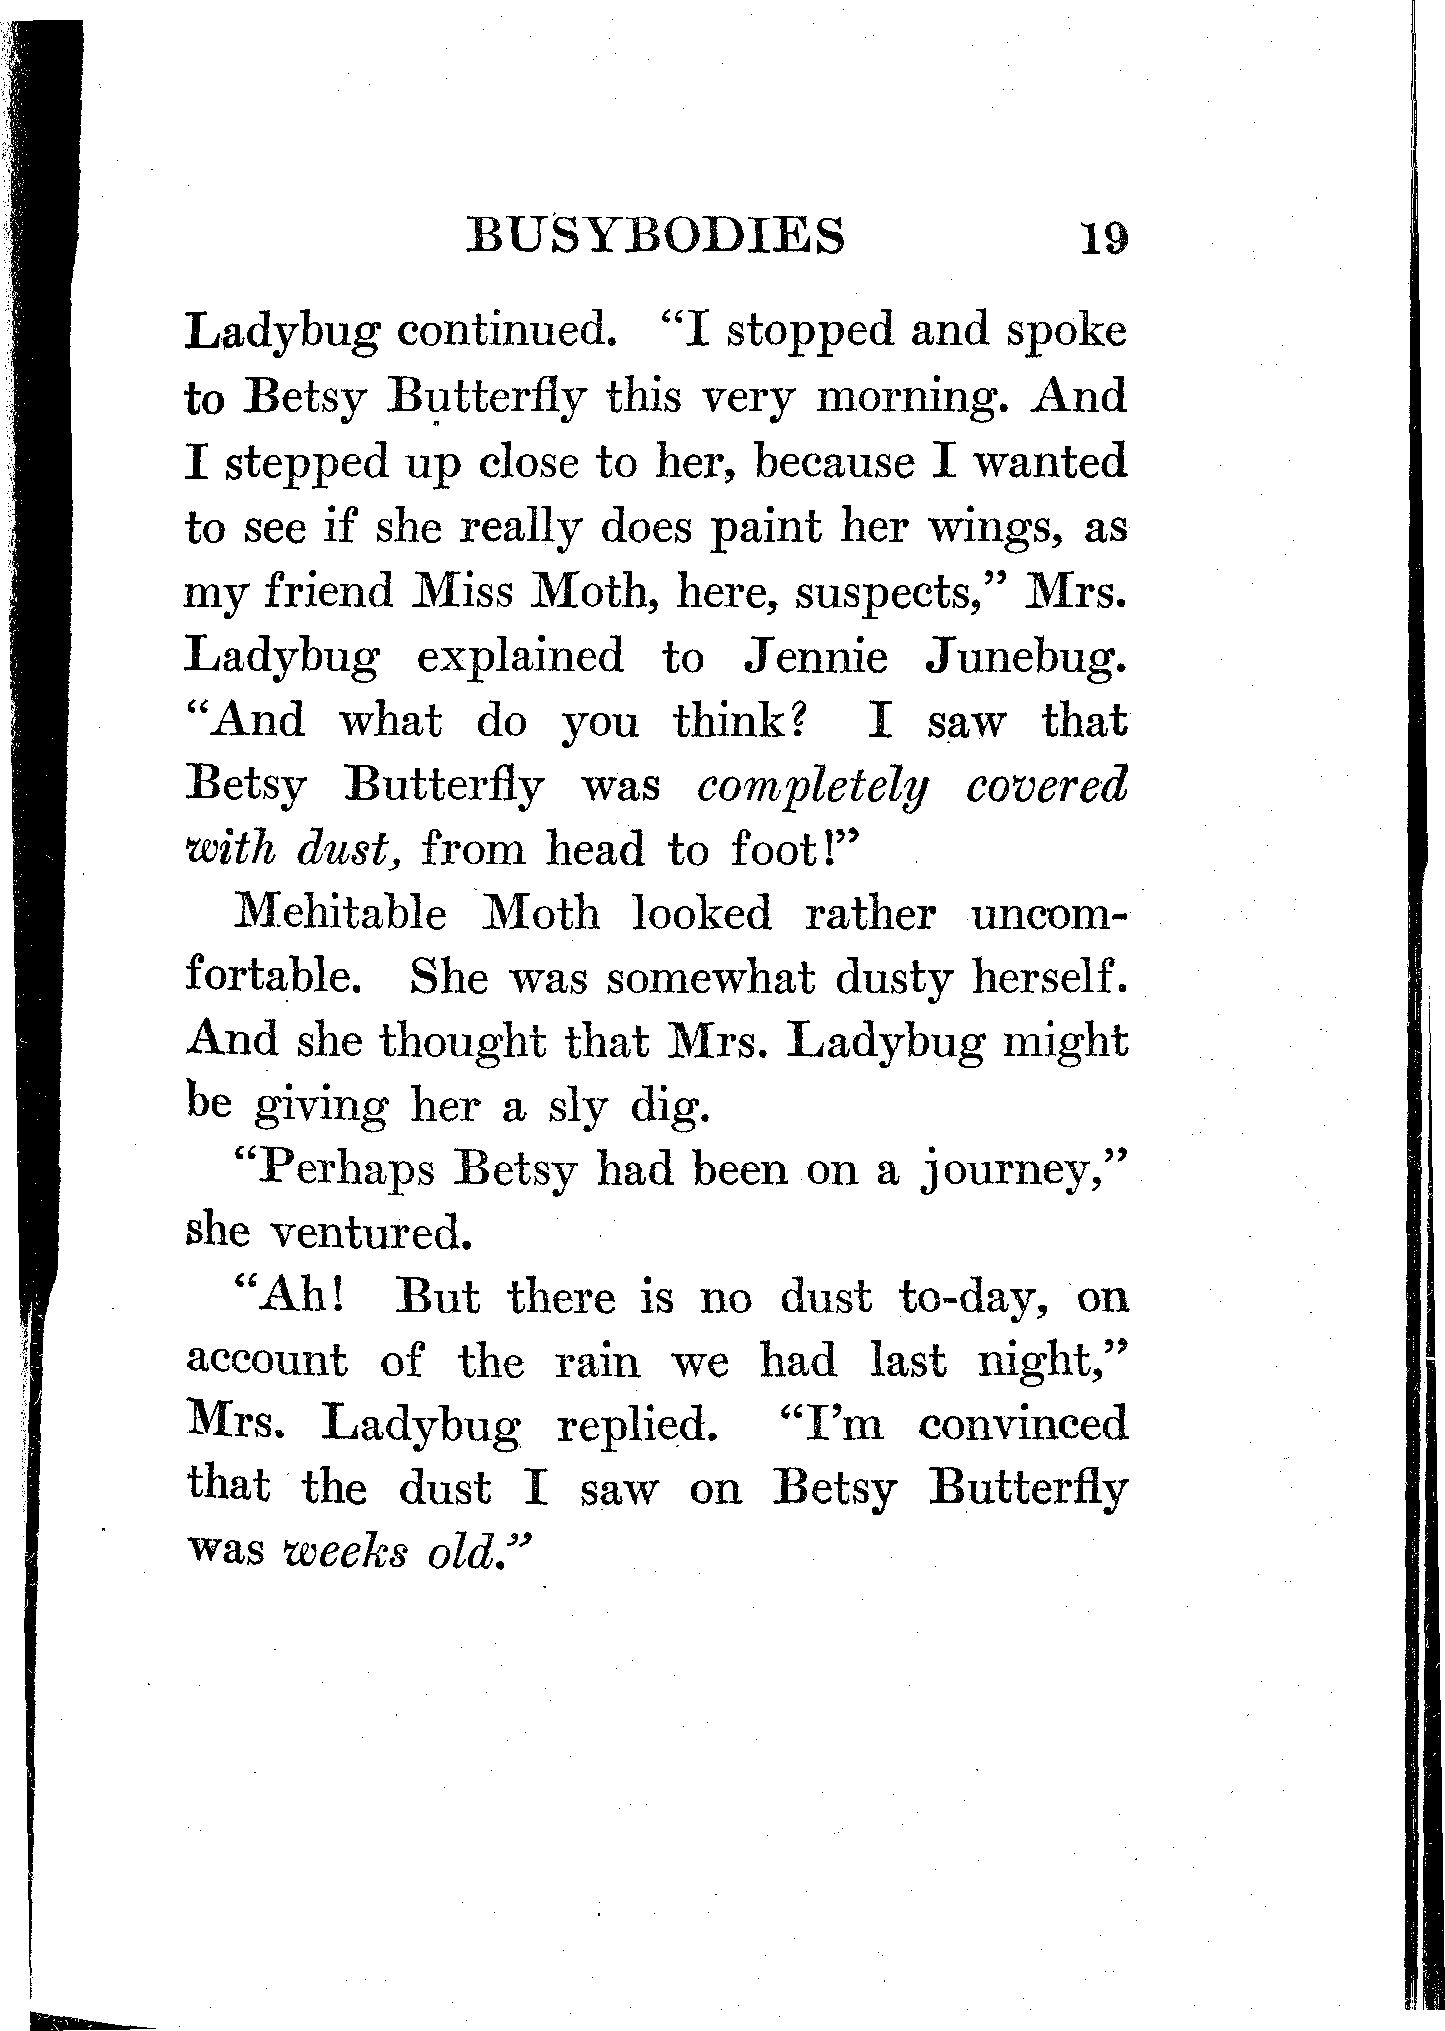 BUSYBODIES 19
Ladybug continued. "I stopped and spoke
to Betsy Butterfly this very morning. And
I stepped up close to her, because I wanted
to see if she really does paint her wings, as
my friend Miss Moth, here, suspects," Mrs.
Ladybug explained to Jennie Junebug.
"And what do you think? I saw that
Betsy Butterfly was completely covered
with dust, from head to foot!"
Mehitable Moth looked rather uncom-
fortable. She was somewhat dusty herself.
And she thought that Mrs. Ladybug might
be giving her a sly dig.
"Perhaps Betsy had been on a journey,"
she ventured.
"Ah! But there is no dust to-day, on
account of the rain we had last night,"
Mrs. Ladybug replied. "I'm convinced
that the dust I saw on Betsy Butterfly
was weeks old."